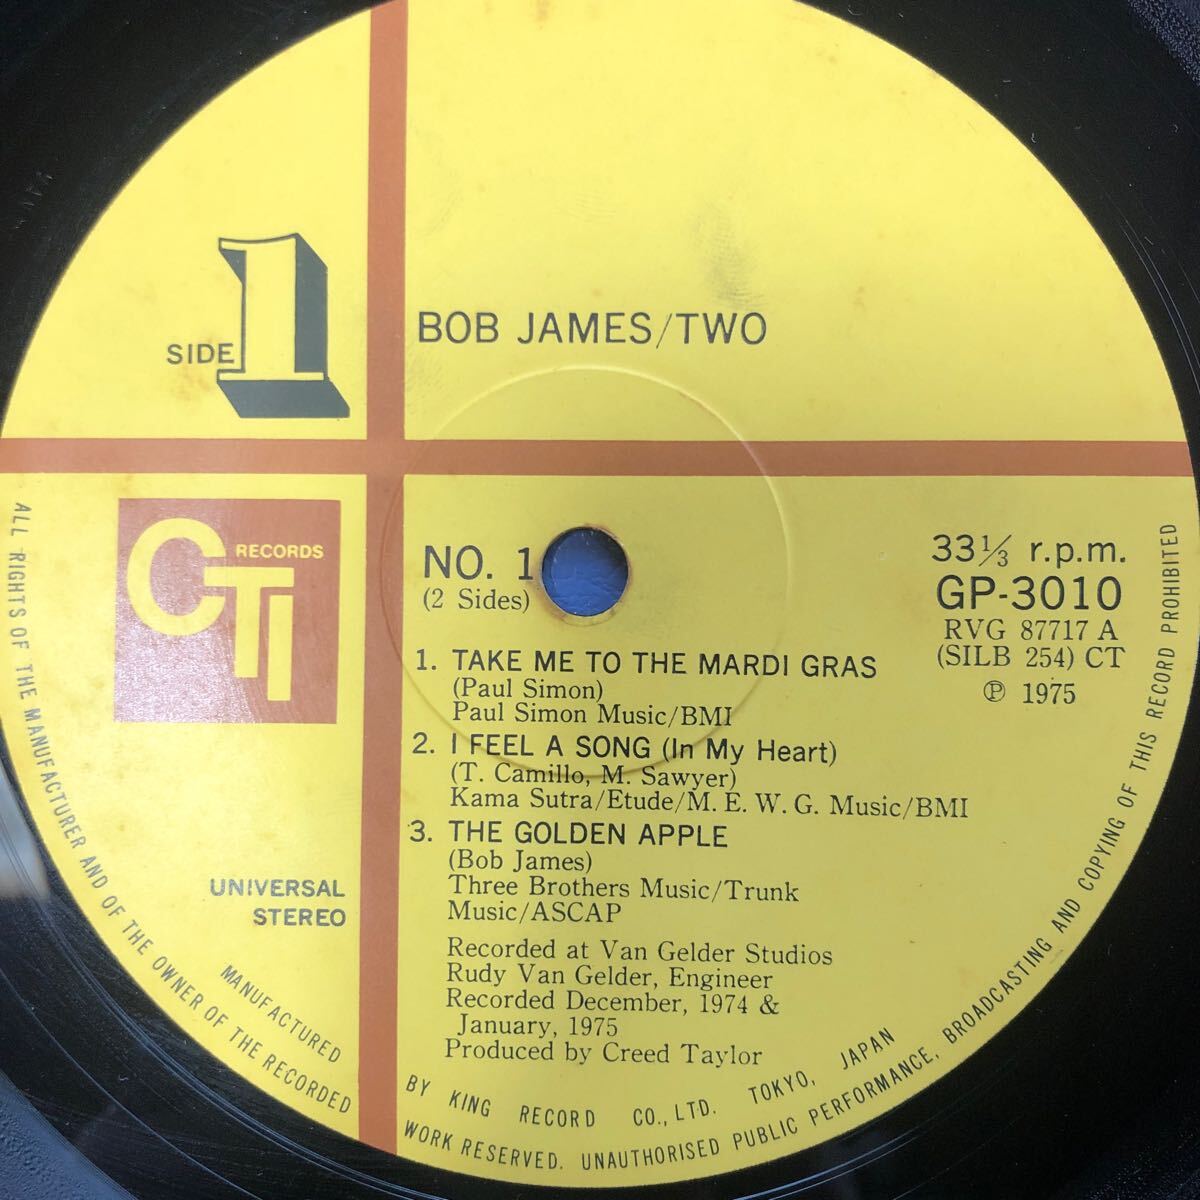 SIDE 1
BOB JAMES/TWO
CTI RECORDS
NO. 1
(2 Sides)
33⅓ r.p.m.
GP-3010
RVG 87717 A
(SILB 254) CT
℗ 1975
1. TAKE ME TO THE MARDI GRAS
(Paul Simon)
Paul Simon Music/BMI
2. I FEEL A SONG (In My Heart)
(T. Camillo, M. Sawyer)
Kama Sutra/Etude/M. E. W. G. Music/BMI
3. THE GOLDEN APPLE
(Bob James)
Three Brothers Music/Trunk
Music/ASCAP
Recorded at Van Gelder Studios
Rudy Van Gelder, Engineer
Recorded December, 1974 &
January, 1975
Produced by Creed Taylor
UNIVERSAL
STEREO
MANUFACTURED BY KING RECORD CO., LTD. TOKYO, JAPAN
ALL RIGHTS OF THE MANUFACTURER AND OF THE OWNER OF THE RECORDED WORK RESERVED. UNAUTHORISED PUBLIC PERFORMANCE, BROADCASTING AND COPYING OF THIS RECORD PROHIBITED